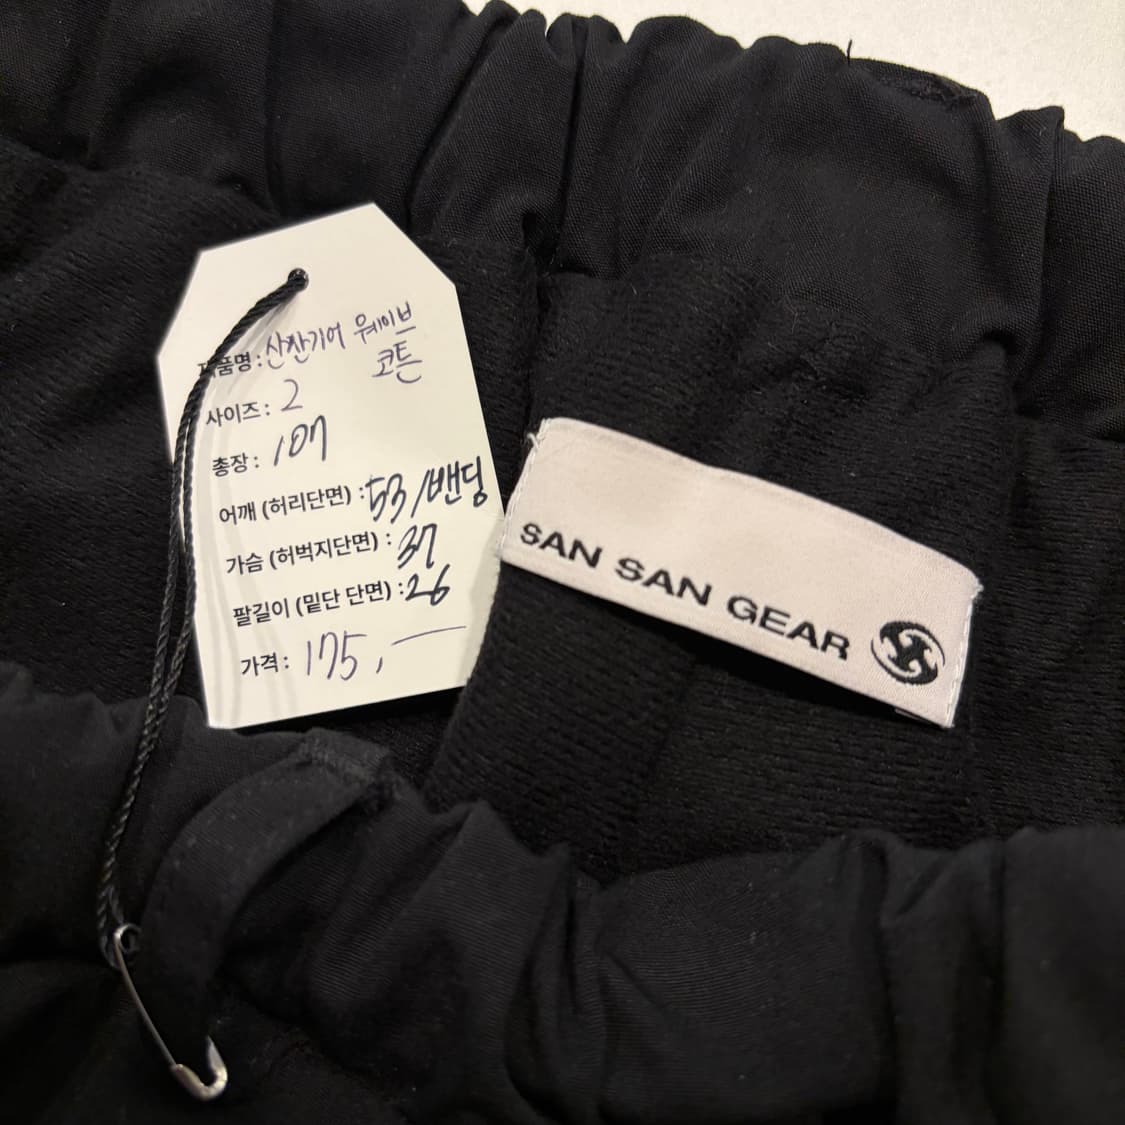 제품명 : 산산기어 웨이브
코튼
사이즈 : 2
총장 : 107
어깨 (허리단면) : 53/밴딩
가슴 (허벅지단면) : 37
팔길이 (밑단 단면) : 26
가격 : 175,—
SAN SAN GEAR